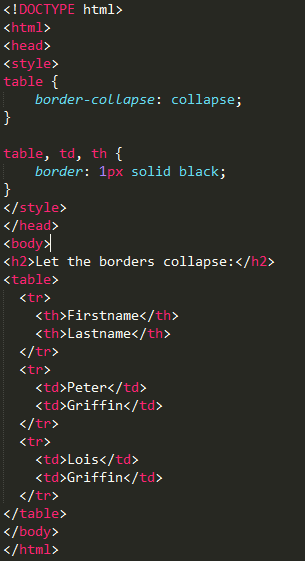 <!DOCTYPE html>
<html>
<head>
<style>
table {
    border-collapse: collapse;
}

table, td, th {
    border: 1px solid black;
}
</style>
</head>
<body>
<h2>Let the borders collapse:</h2>
<table>
  <tr>
    <th>Firstname</th>
    <th>Lastname</th>
  </tr>
  <tr>
    <td>Peter</td>
    <td>Griffin</td>
  </tr>
  <tr>
    <td>Lois</td>
    <td>Griffin</td>
  </tr>
</table>
</body>
</html>